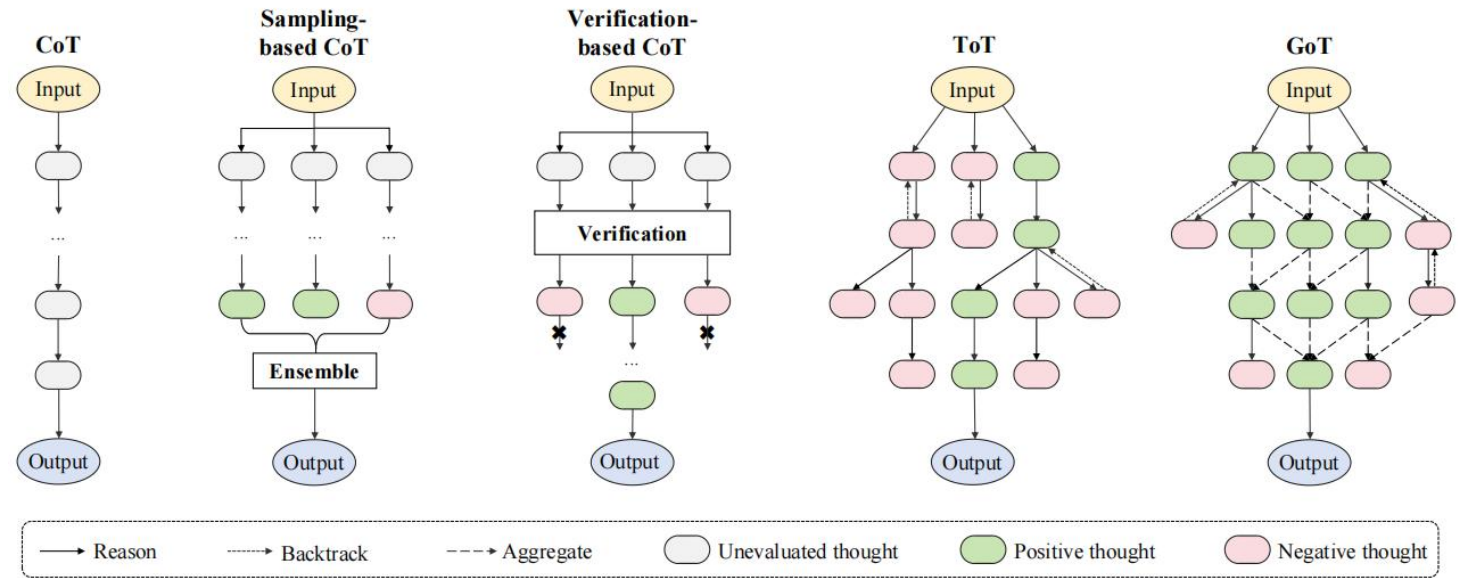 CoT
Sampling-
based CoT
Verification-
based CoT
ToT
GoT
Input
Input
Input
Input
Input
Verification
...
...
...
...
...
Ensemble
Output
Output
Output
Output
Output
Reason
Backtrack
Aggregate
Unevaluated thought
Positive thought
Negative thought